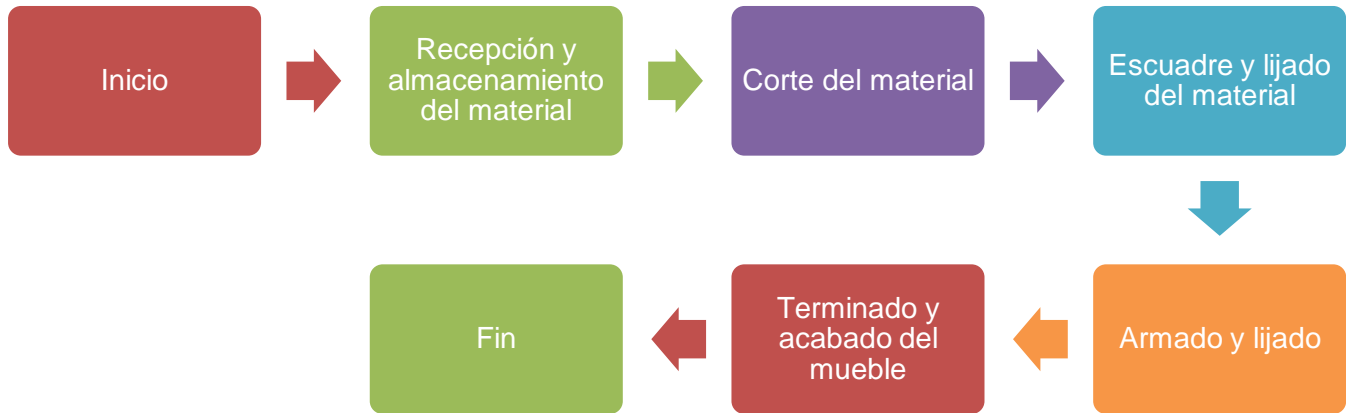 Inicio
Recepción y
almacenamiento
del material
Corte del material
Escuadre y lijado
del material
Armado y lijado
Terminado y
acabado del
mueble
Fin